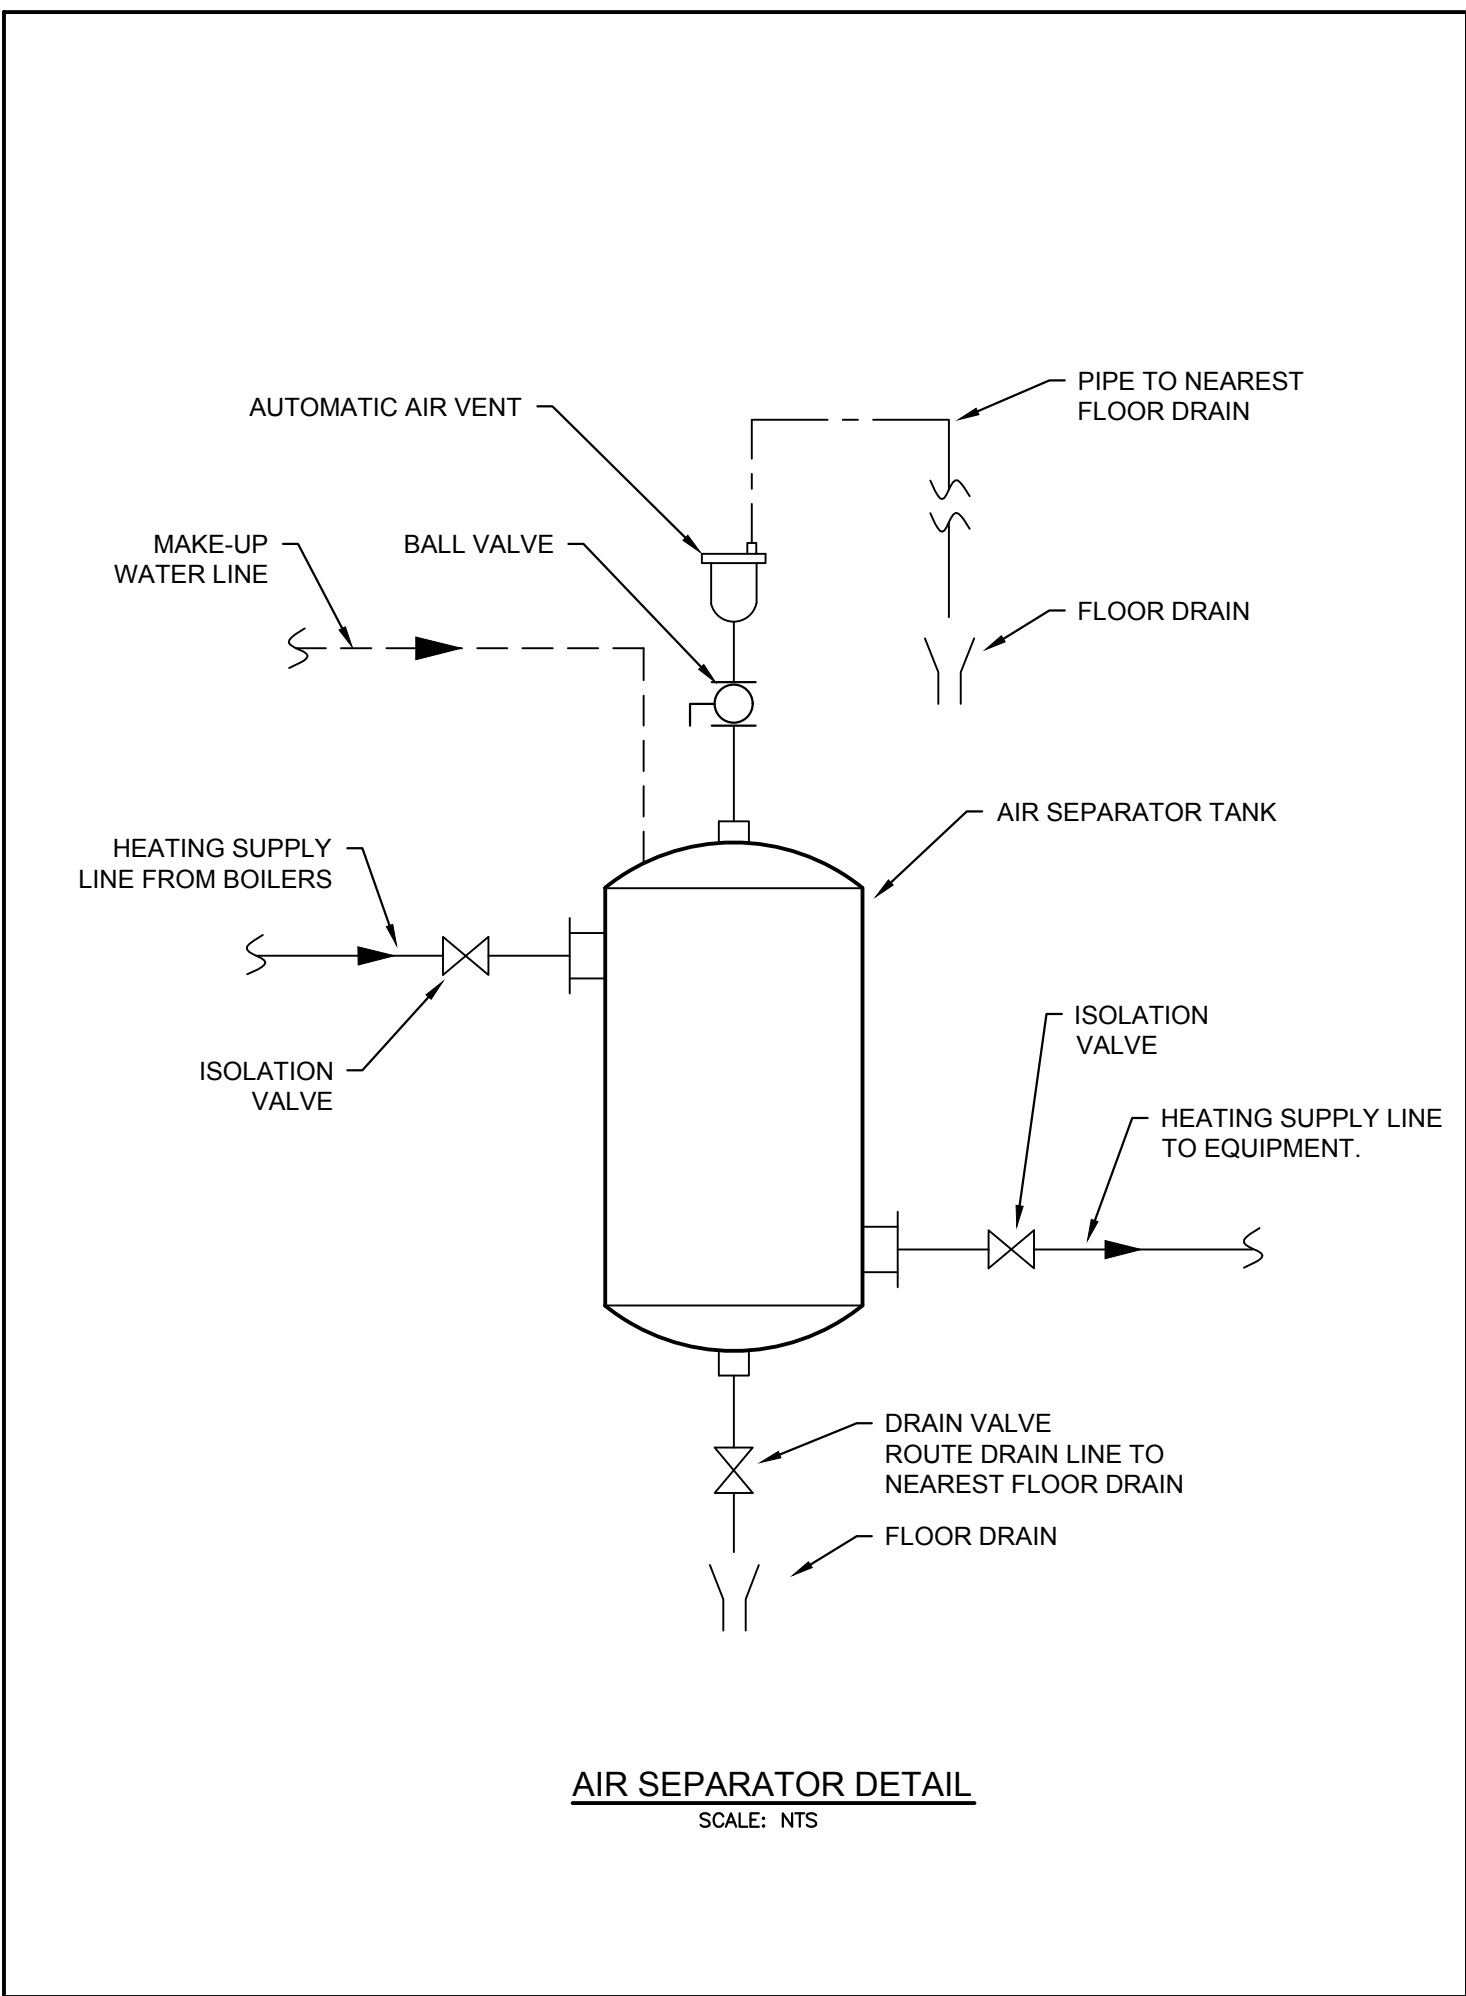 PIPE TO NEAREST
FLOOR DRAIN
AUTOMATIC AIR VENT
MAKE-UP
WATER LINE
BALL VALVE
FLOOR DRAIN
AIR SEPARATOR TANK
HEATING SUPPLY
LINE FROM BOILERS
ISOLATION
VALVE
ISOLATION
VALVE
HEATING SUPPLY LINE
TO EQUIPMENT.
DRAIN VALVE
ROUTE DRAIN LINE TO
NEAREST FLOOR DRAIN
FLOOR DRAIN
AIR SEPARATOR DETAIL
SCALE: NTS